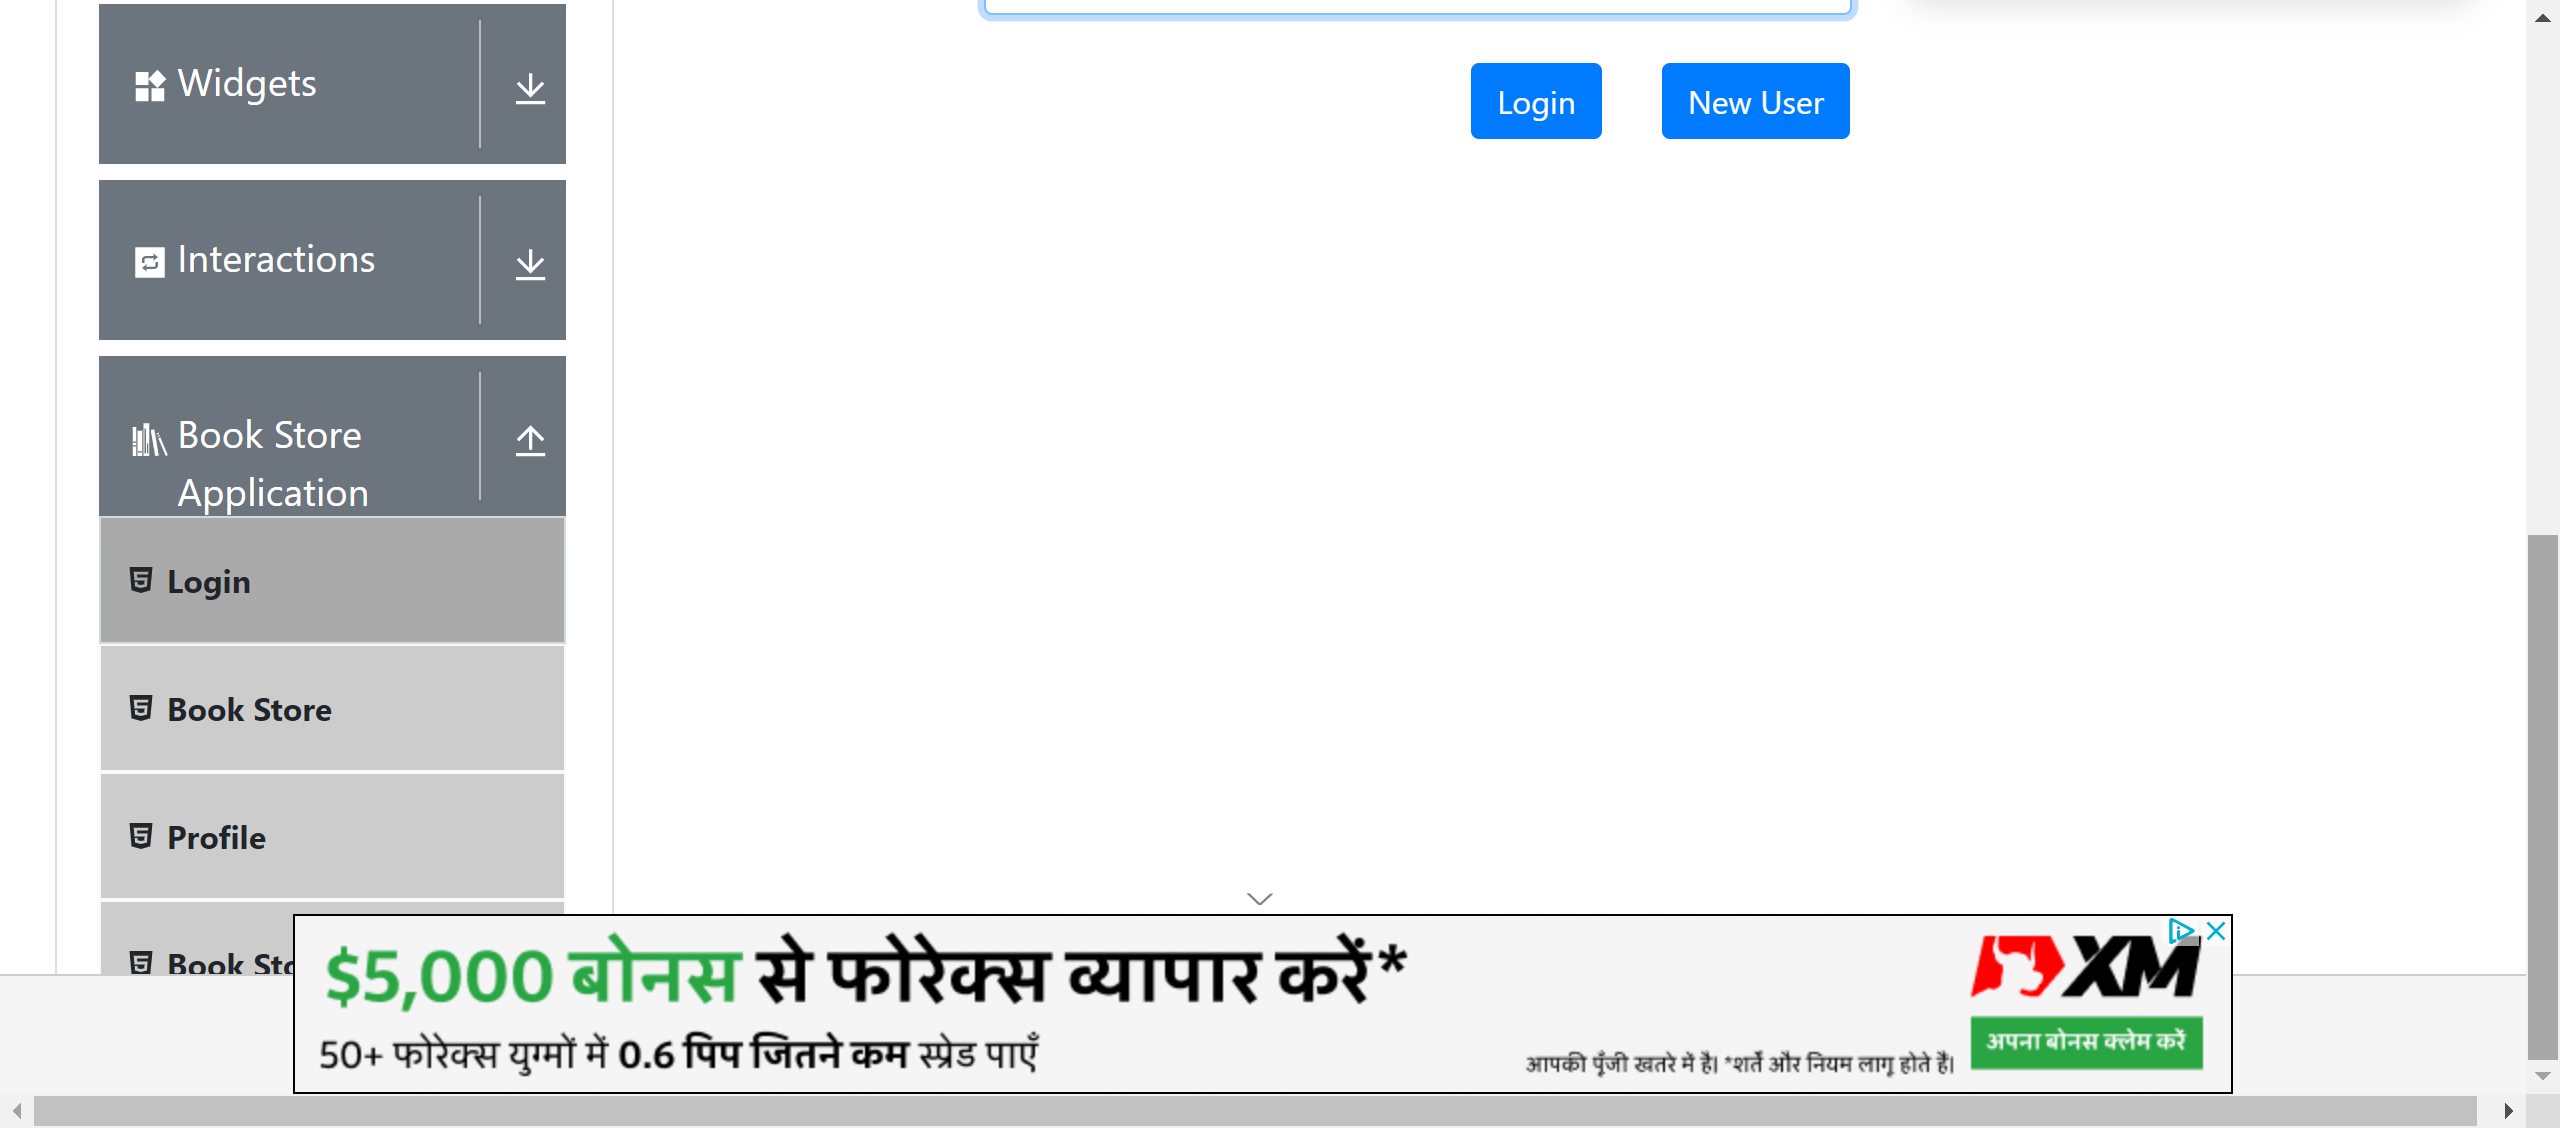 Widgets
Interactions
Book Store
Application
Login
Book Store
Profile
Book Sto
Login
New User
$5,000 बोनस से फोरेक्स व्यापार करें*
50+ फोरेक्स युग्मों में 0.6 पिप जितने कम स्प्रेड पाएँ
आपकी पूँजी खतरे में है। *शर्तें और नियम लागू होते हैं।
XM
अपना बोनस क्लेम करें